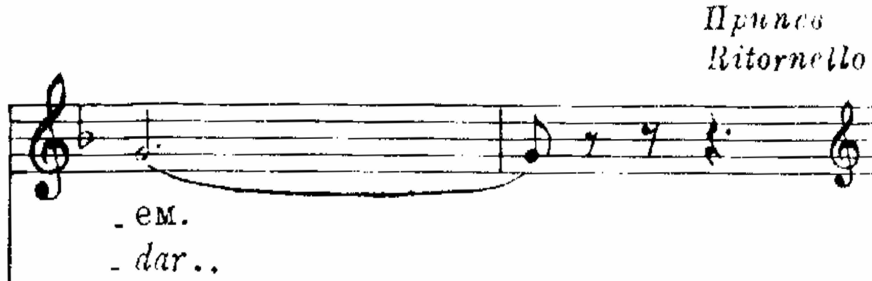 Припев
Ritornello
- ем.
- dar..